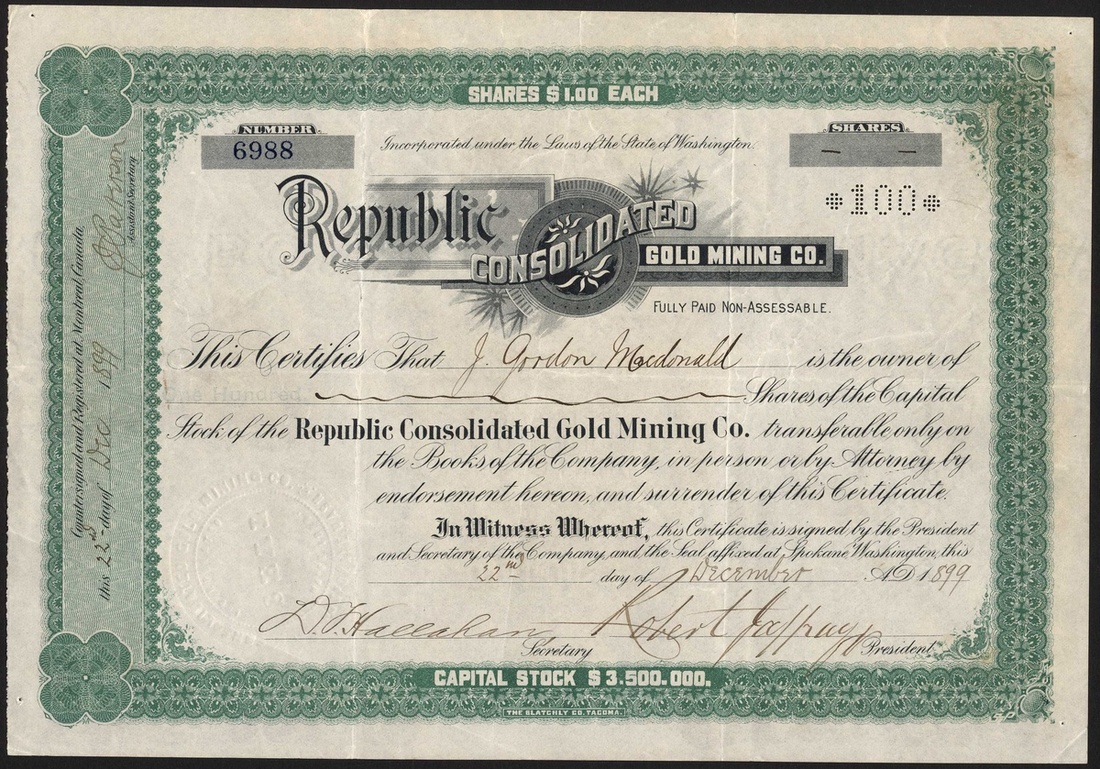 SHARES $1.00 EACH
NUMBER
6988
Incorporated under the Laws of the State of Washington.
SHARES
— —
*100*
Republic
CONSOLIDATED
GOLD MINING CO.
FULLY PAID NON-ASSESSABLE.
This Certifies That J. Gordon Macdonald is the owner of
One Hundred Shares of the Capital
Stock of the Republic Consolidated Gold Mining Co. transferable only on
the Books of the Company, in person or by Attorney by
endorsement hereon, and surrender of this Certificate.
In Witness Whereof, this Certificate is signed by the President
and Secretary of the Company, and the Seal affixed at Spokane Washington, this
22nd day of December A.D. 1899
D. F. Hallahan Robert Jaffray
Secretary President
CAPITAL STOCK $3.500.000.
THE BLATCHLY CO. TACOMA.
Countersigned and Registered at Montreal, Canada,
this 22nd day of Dec 1899
Assistant Secretary